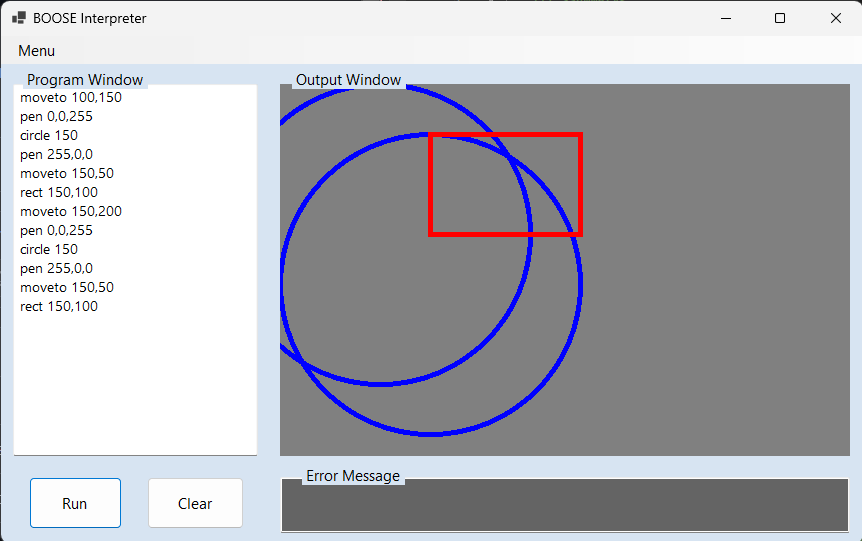 BOOSE Interpreter
Menu
Program Window
moveto 100,150
pen 0,0,255
circle 150
pen 255,0,0
moveto 150,50
rect 150,100
moveto 150,200
pen 0,0,255
circle 150
pen 255,0,0
moveto 150,50
rect 150,100
Output Window
Error Message
Run
Clear